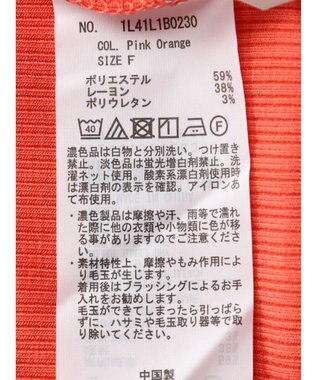 NO. 1L41L1B0230
COL. Pink Orange
SIZE F
ポリエステル 59%
レーヨン 38%
ポリウレタン 3%
40
F
濃色品は白物と分別洗い。つけ置き
禁止。淡色品は蛍光増白剤禁止。洗
濯ネット使用。酸素系漂白剤使用時
は漂白剤の表示を確認。アイロンあ
て布使用。
・濃色製品は摩擦や汗、雨等で濡れ
た際に他の衣類や小物類に色が移
る事がありますのでご注意くださ
い。
・素材特性上、摩擦やもみ作用によ
り毛玉が生じます。
着用後はブラッシングによるお手
入れをお勧めします。
毛玉ができてしまったら引っぱら
ずに、ハサミや毛玉取り器等で取
り除いてください。
中国製